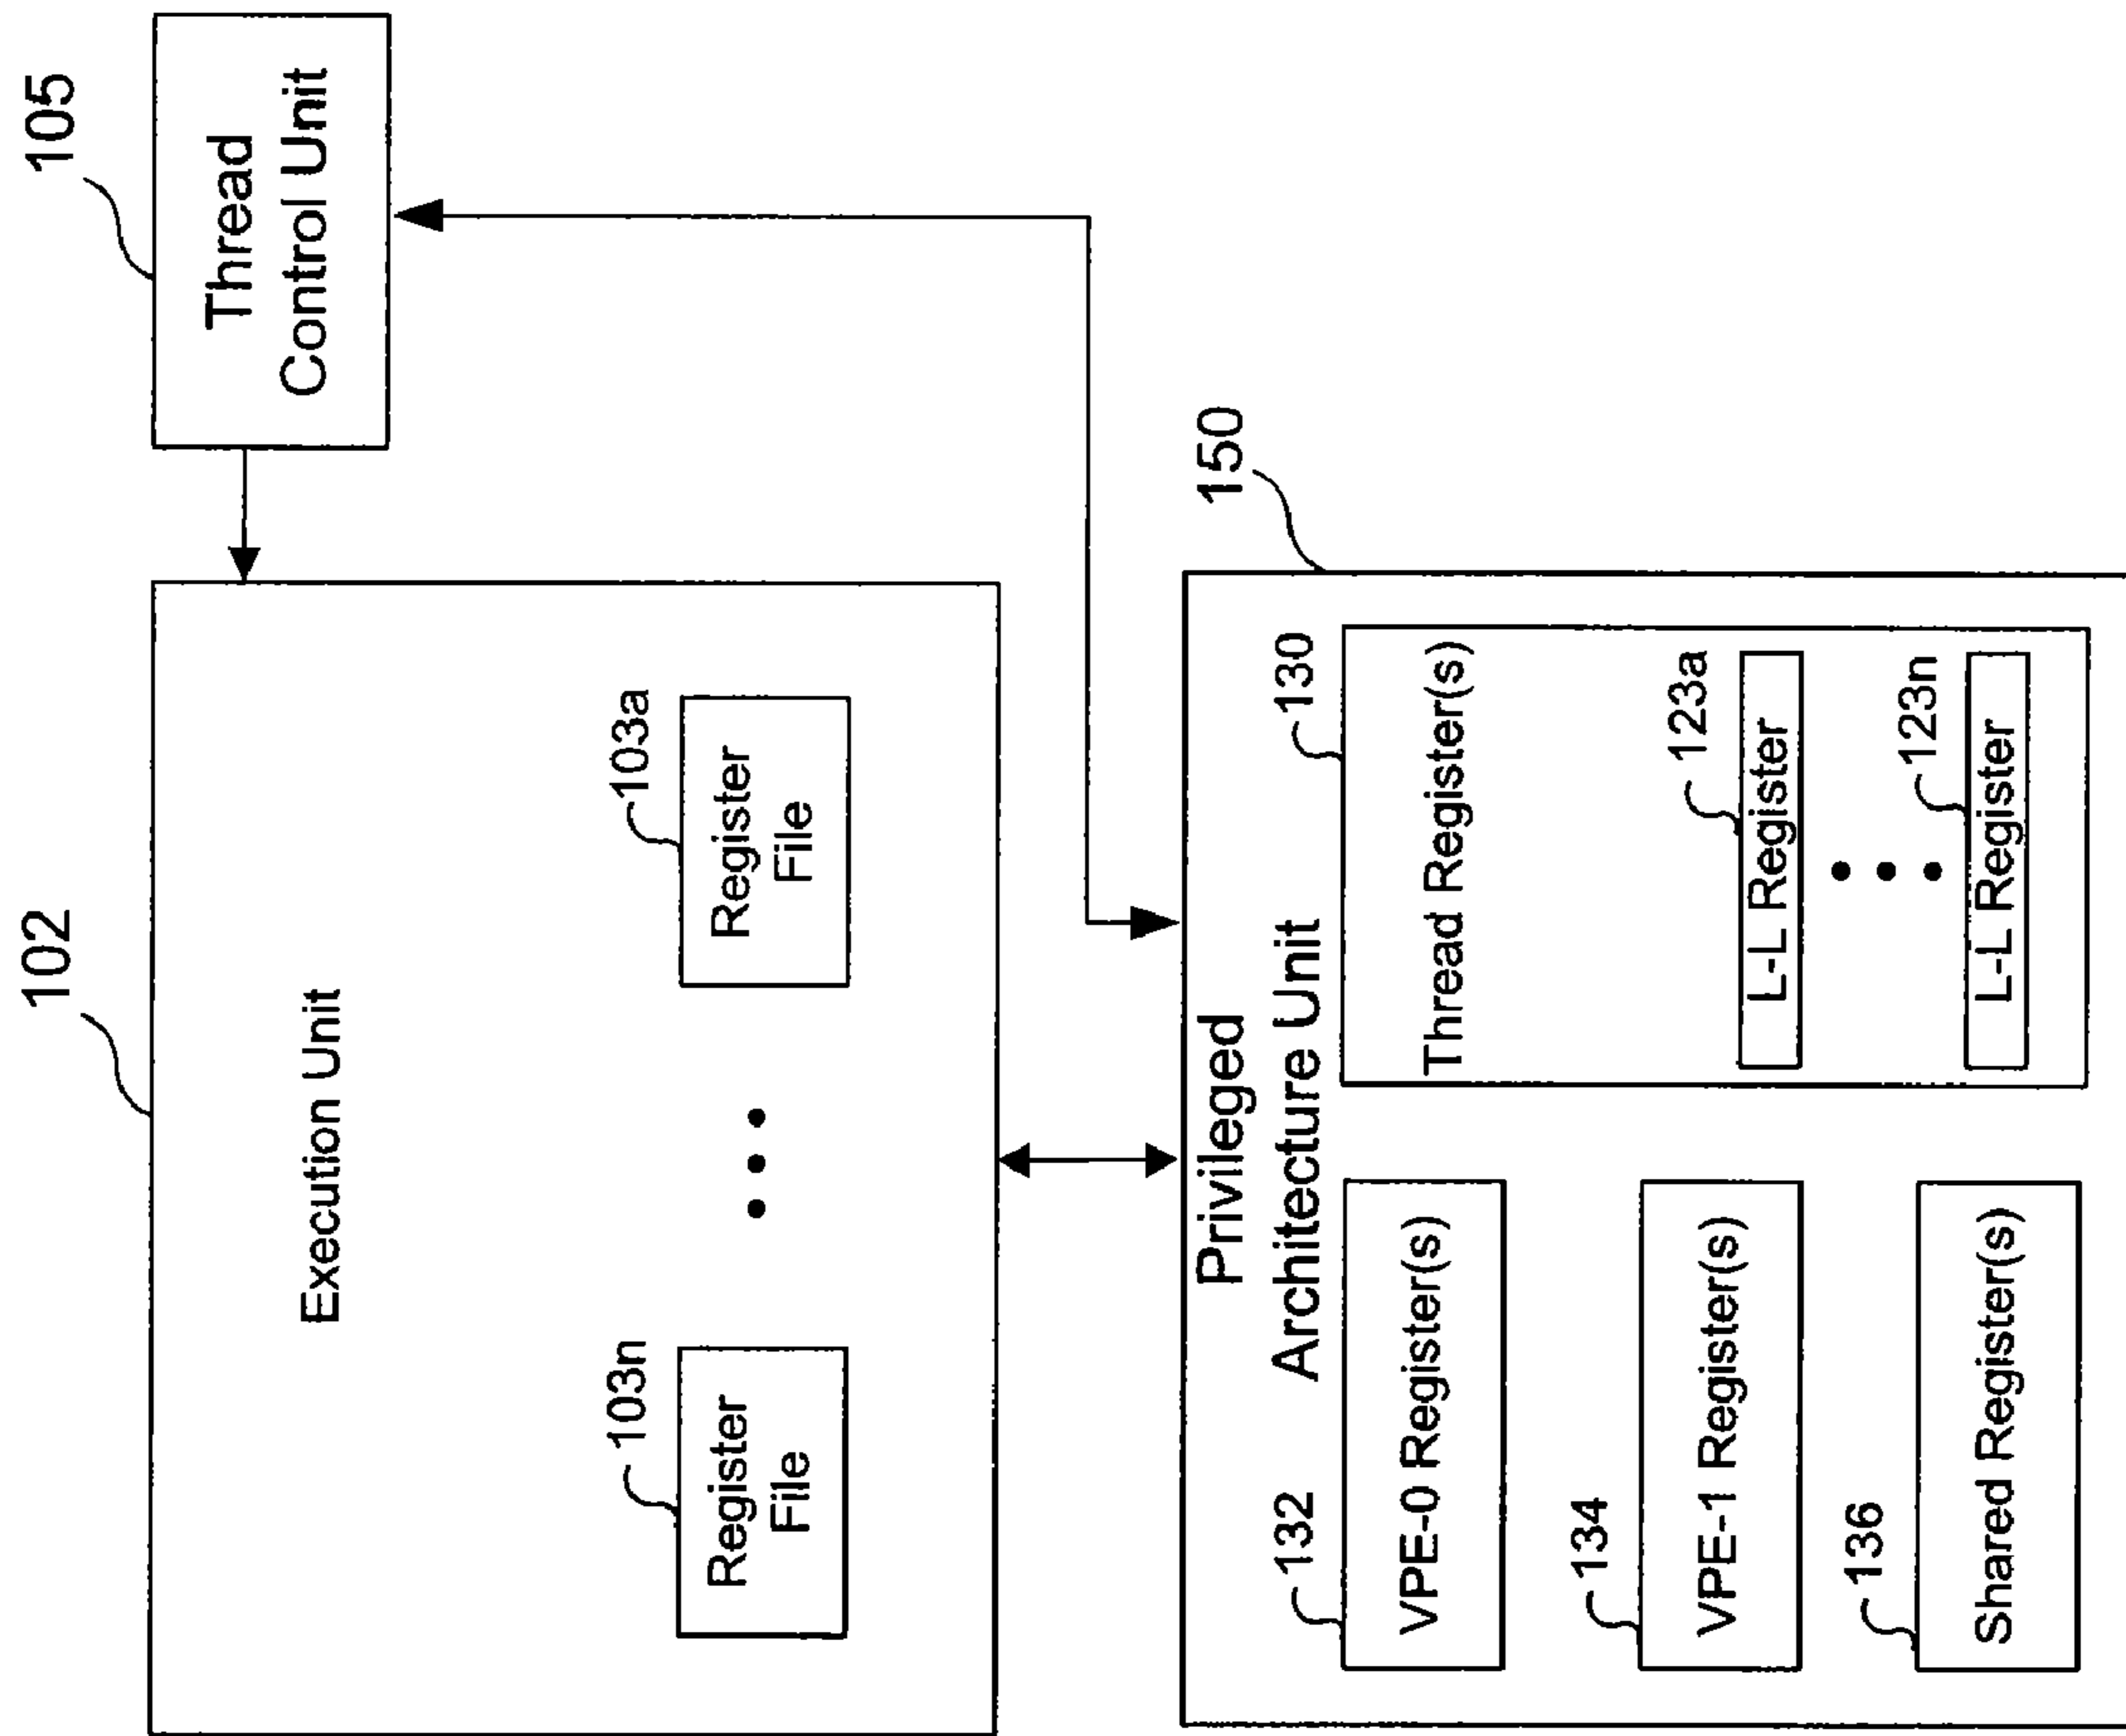 102
105
Execution Unit
Thread
Control Unit
103n
103a
Register
File
Register
File
150
Privileged
Architecture Unit
132
VPE-0 Register(s)
134
VPE-1 Register(s)
136
Shared Register(s)
130
Thread Register(s)
123a
L-L Register
123n
L-L Register